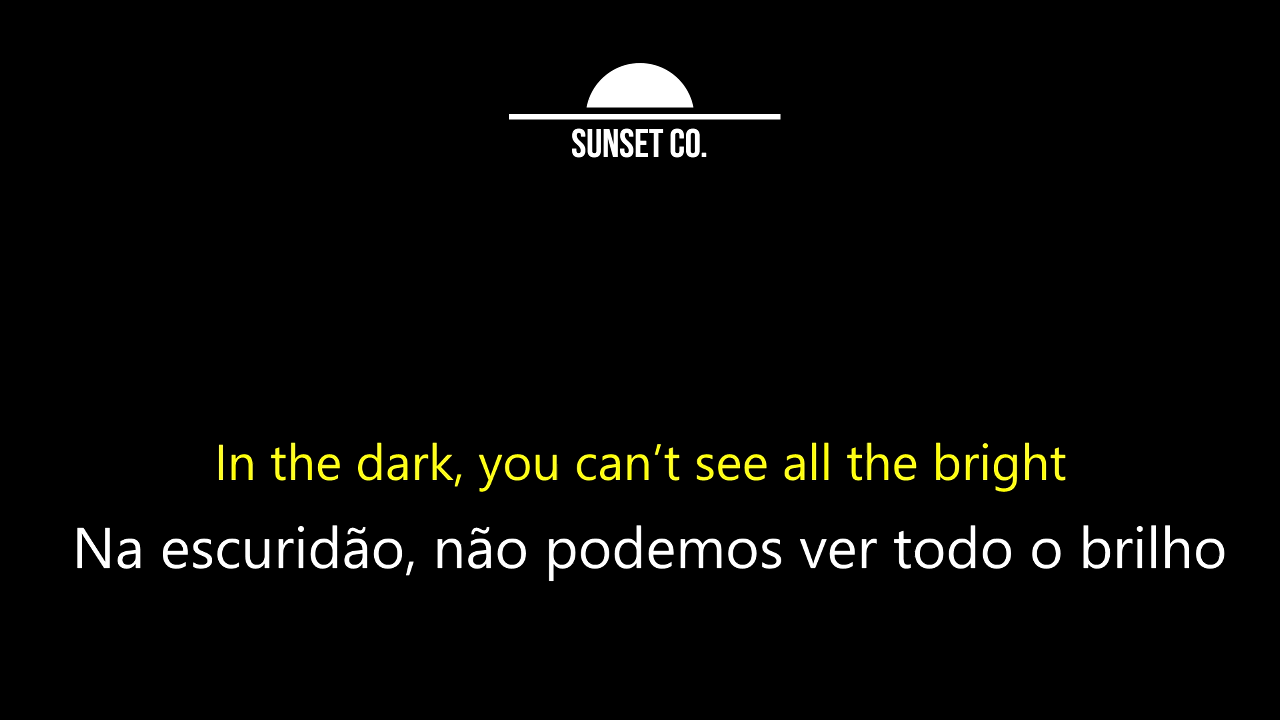 SUNSET CO.
In the dark, you can’t see all the bright
Na escuridão, não podemos ver todo o brilho